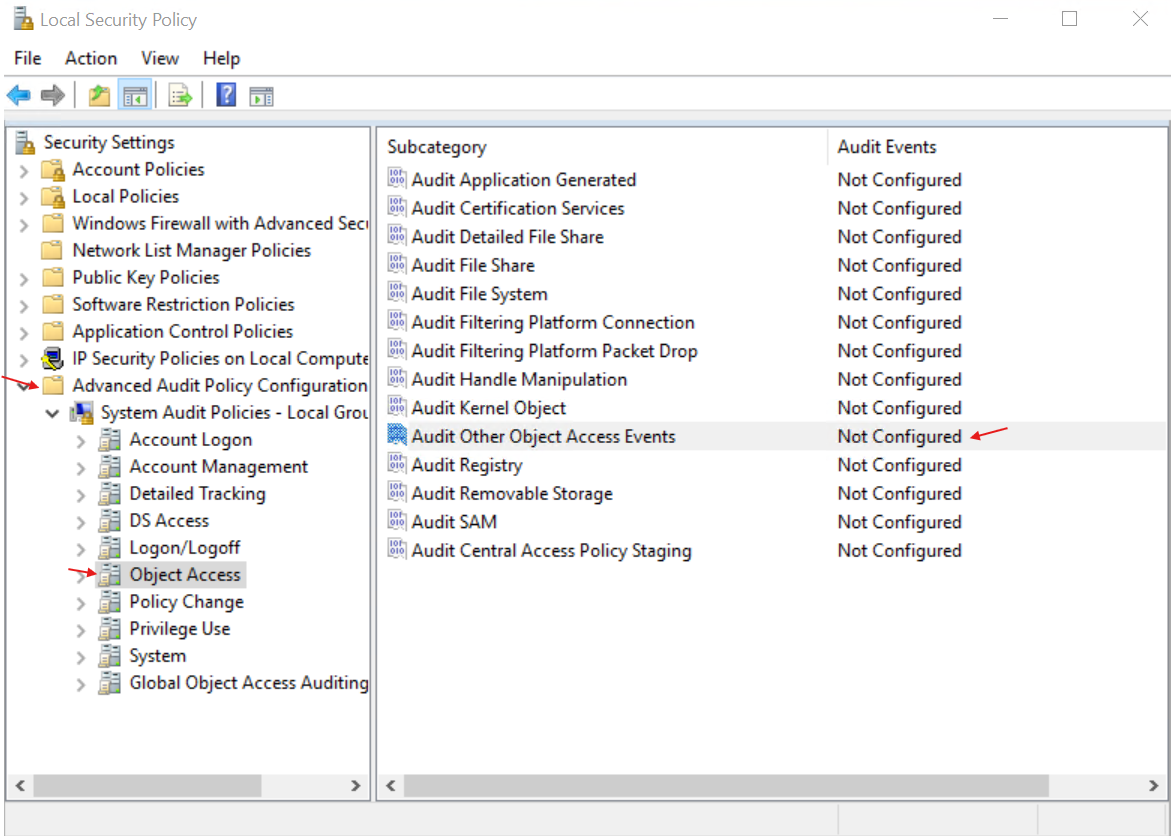 Local Security Policy
File Action View Help
Security Settings
Account Policies
Local Policies
Windows Firewall with Advanced Secu
Network List Manager Policies
Public Key Policies
Software Restriction Policies
Application Control Policies
IP Security Policies on Local Compute
Advanced Audit Policy Configuration
System Audit Policies - Local Grou
Account Logon
Account Management
Detailed Tracking
DS Access
Logon/Logoff
Object Access
Policy Change
Privilege Use
System
Global Object Access Auditing
Subcategory Audit Events
Audit Application Generated Not Configured
Audit Certification Services Not Configured
Audit Detailed File Share Not Configured
Audit File Share Not Configured
Audit File System Not Configured
Audit Filtering Platform Connection Not Configured
Audit Filtering Platform Packet Drop Not Configured
Audit Handle Manipulation Not Configured
Audit Kernel Object Not Configured
Audit Other Object Access Events Not Configured
Audit Registry Not Configured
Audit Removable Storage Not Configured
Audit SAM Not Configured
Audit Central Access Policy Staging Not Configured